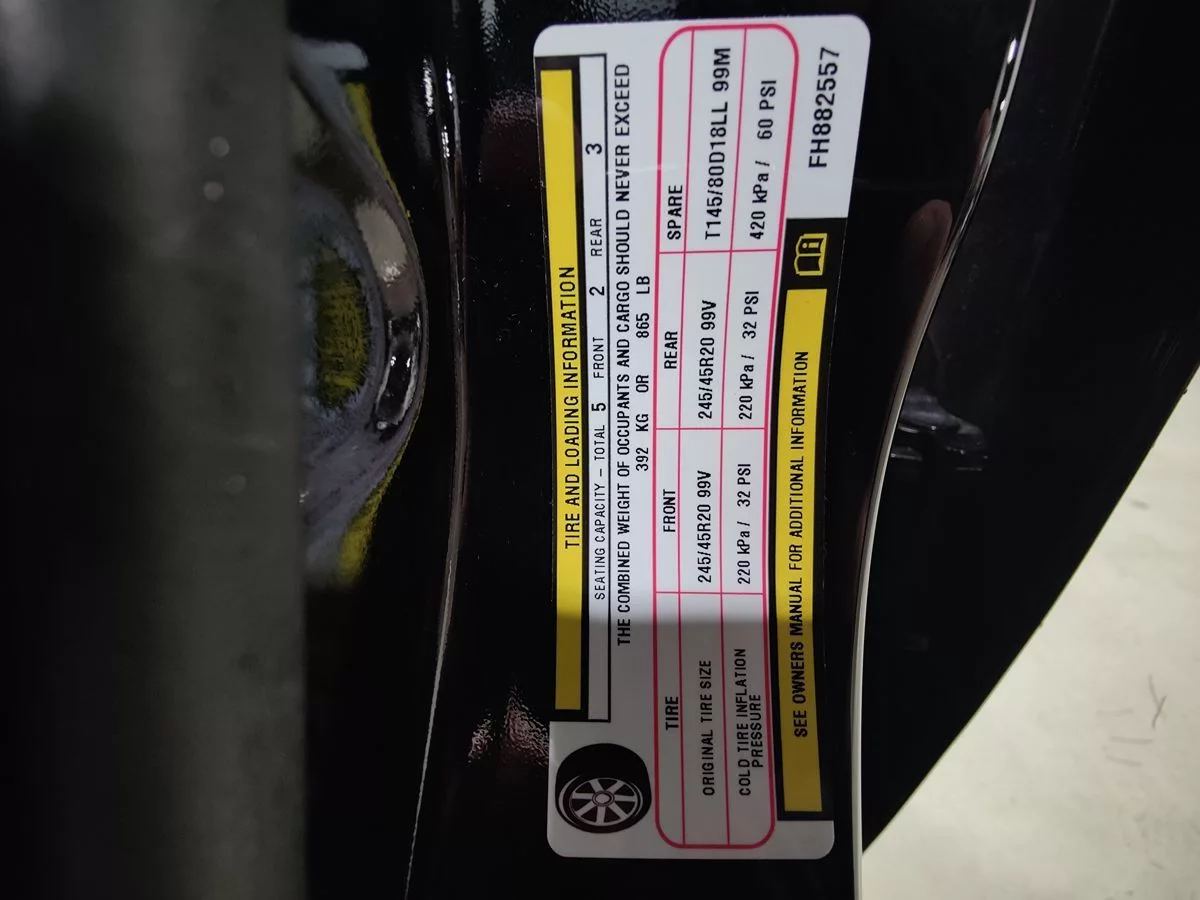 TIRE AND LOADING INFORMATION
SEATING CAPACITY – TOTAL 5 FRONT 2 REAR 3
THE COMBINED WEIGHT OF OCCUPANTS AND CARGO SHOULD NEVER EXCEED
392 KG OR 865 LB
TIRE FRONT REAR SPARE
ORIGINAL TIRE SIZE 245/45R20 99V 245/45R20 99V T145/80D18LL 99M
COLD TIRE INFLATION PRESSURE 220 kPa / 32 PSI 220 kPa / 32 PSI 420 kPa / 60 PSI
SEE OWNERS MANUAL FOR ADDITIONAL INFORMATION
FH882557